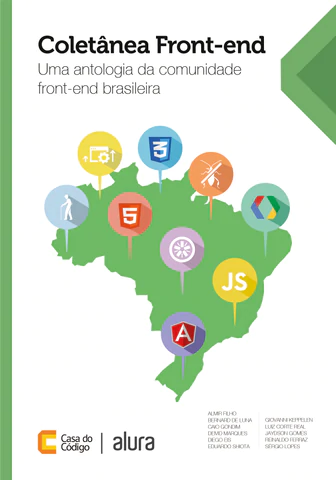 Coletânea Front-end
Uma antologia da comunidade
front-end brasileira
3
5
JS
A
ALMIR FILHO
BERNARD DE LUNA
CAIO GONDIM
DEIVID MARQUES
DIEGO EIS
EDUARDO SHIOTA
GIOVANNI KEPPELEN
LUIZ CORTE REAL
JAYDSON GOMES
REINALDO FERRAZ
SÉRGIO LOPES
Casa do
Código
alura